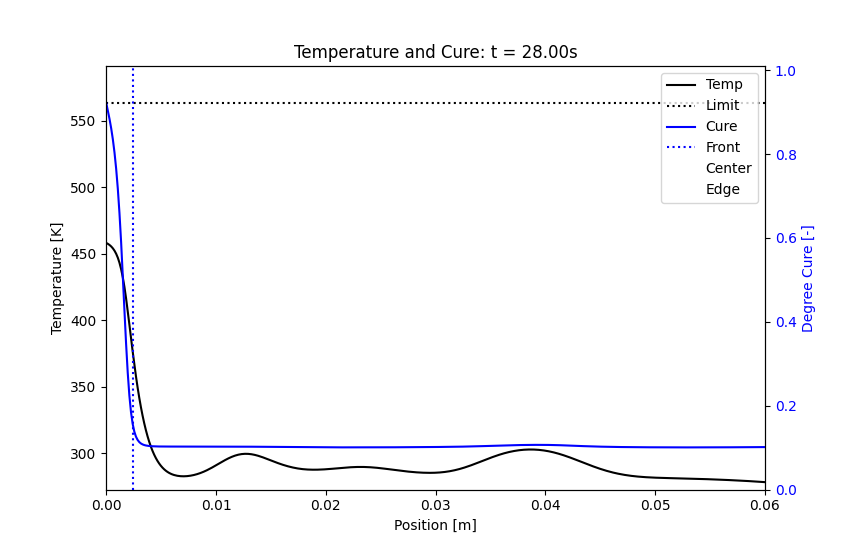 Temperature and Cure: t = 28.00s
Temperature [K]
550
500
450
400
350
300
0.00 0.01 0.02 0.03 0.04 0.05 0.06
Position [m]
1.0
0.8
0.6
0.4
0.2
0.0
Degree Cure [-]
Temp
Limit
Cure
Front
Center
Edge